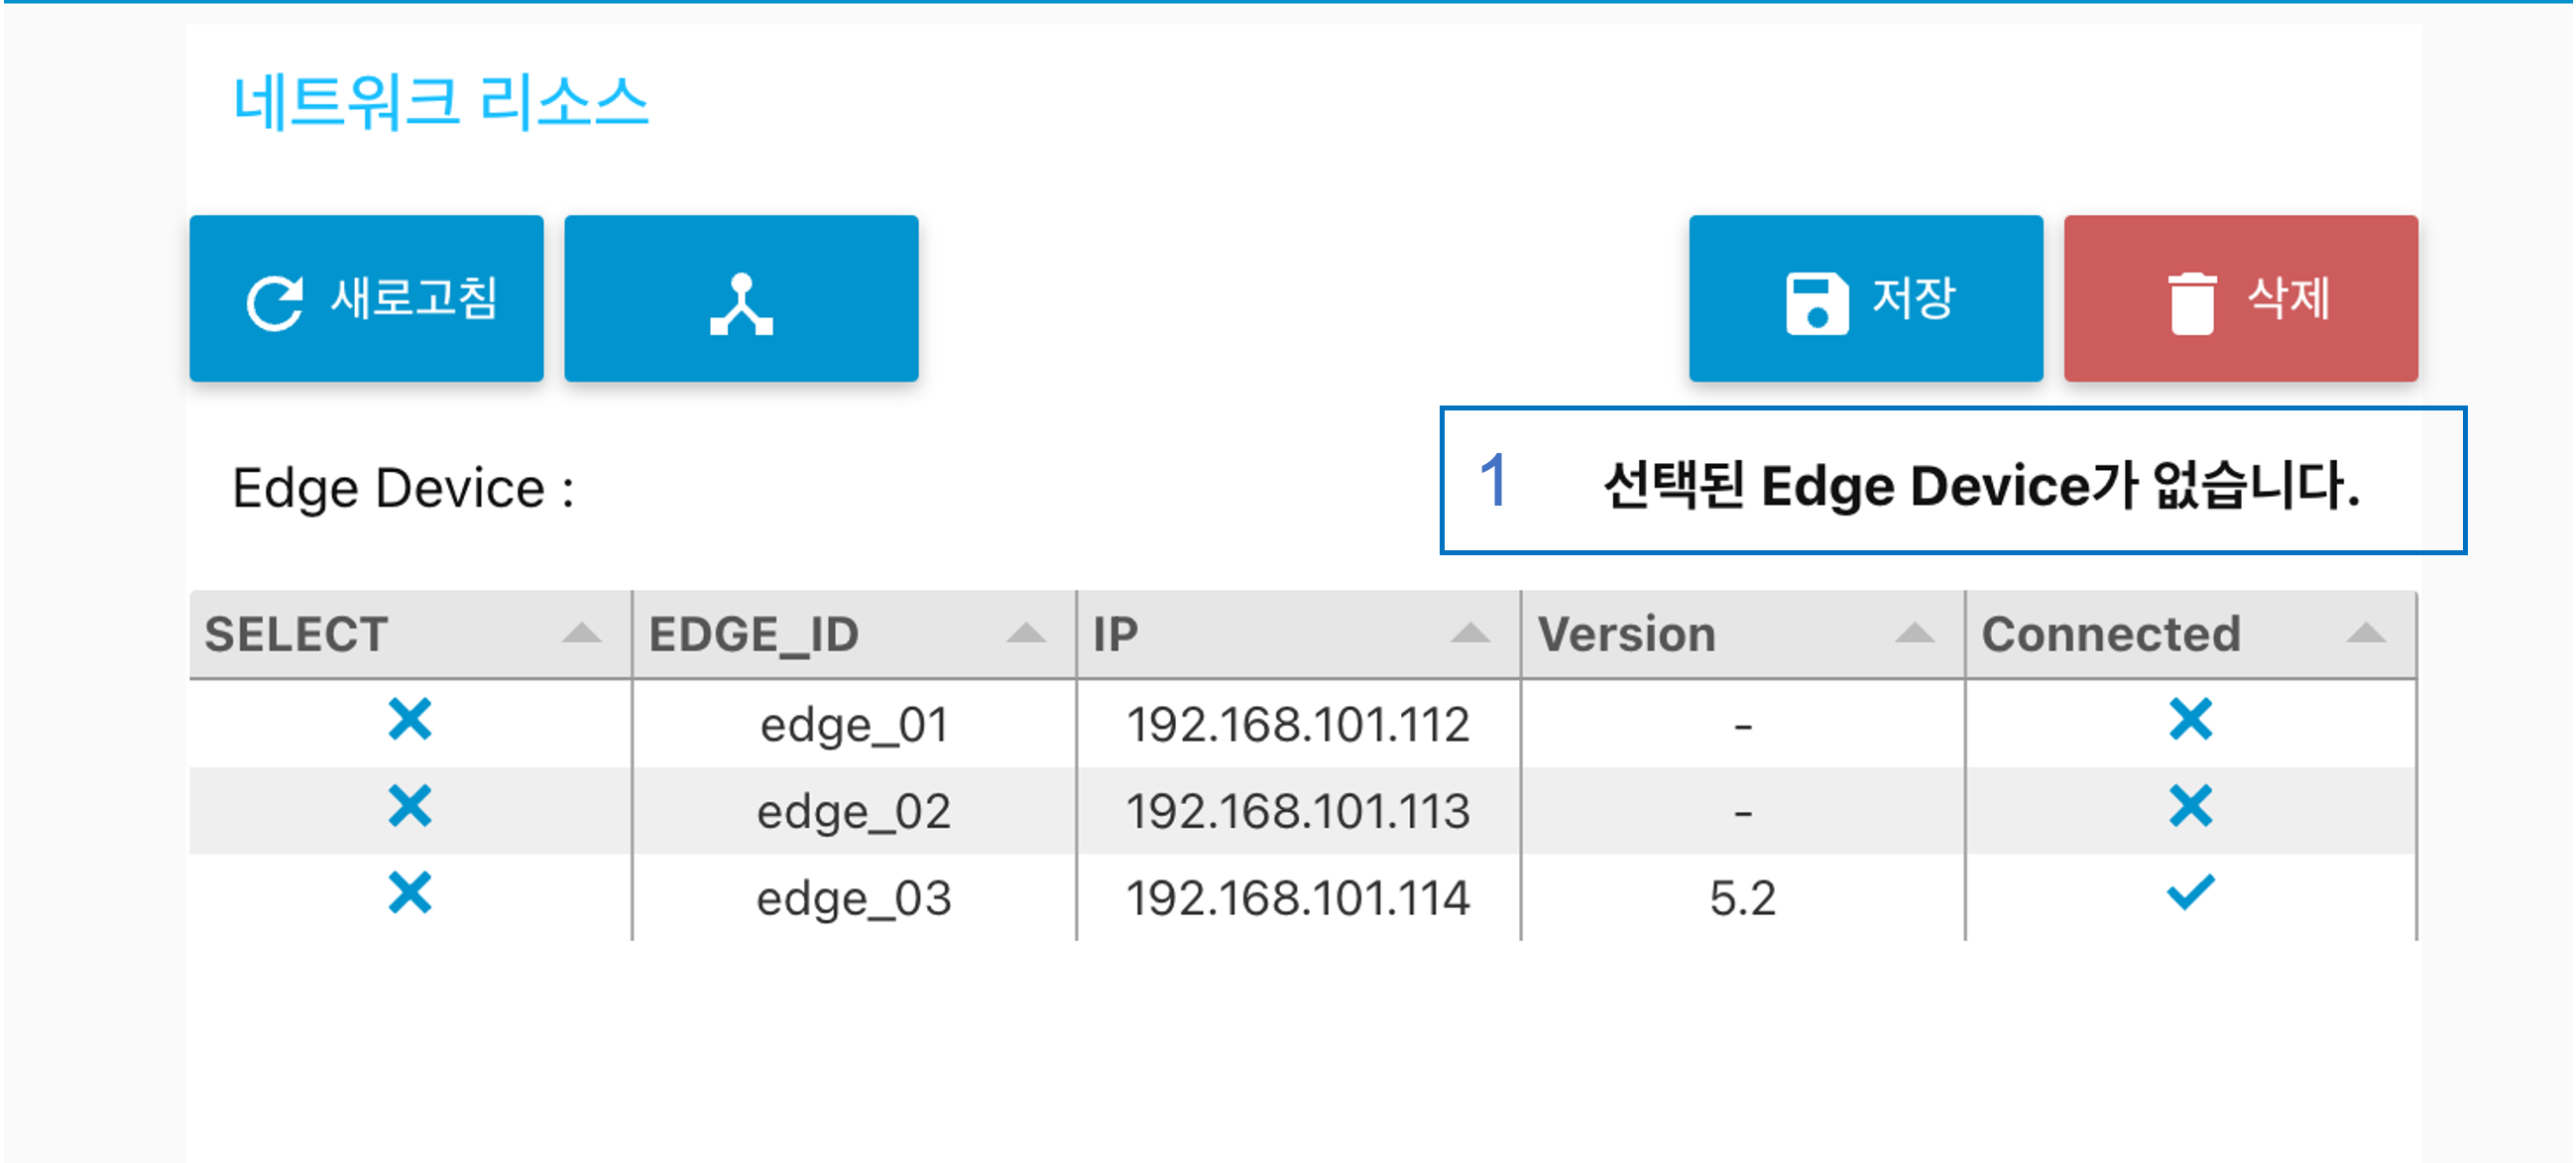 네트워크 리소스
새로고침
저장
삭제
Edge Device :
1 선택된 Edge Device가 없습니다.
SELECT EDGE_ID IP Version Connected
edge_01 192.168.101.112 -
edge_02 192.168.101.113 -
edge_03 192.168.101.114 5.2